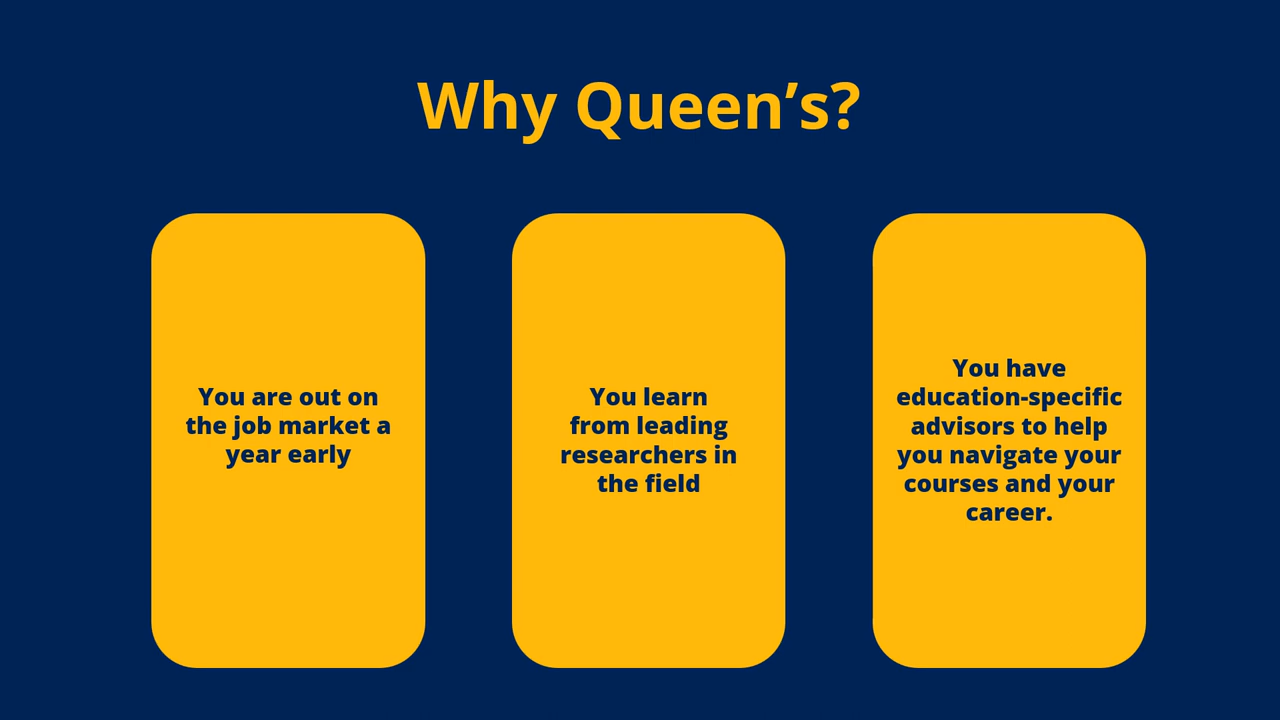 Why Queen’s?
You are out on
the job market a
year early
You learn
from leading
researchers in
the field
You have
education-specific
advisors to help
you navigate your
courses and your
career.